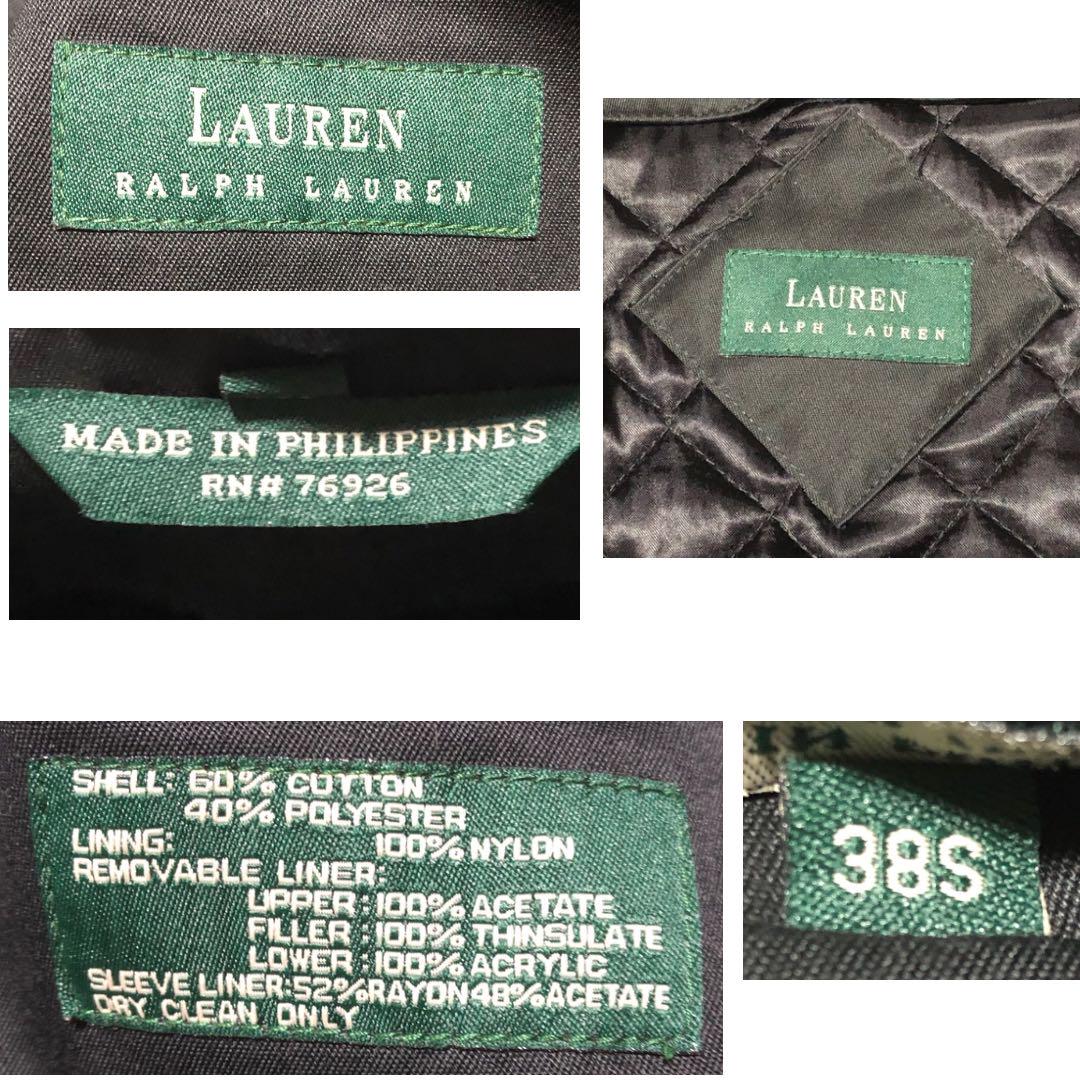 LAUREN
RALPH LAUREN
LAUREN
RALPH LAUREN
MADE IN PHILIPPINES
RN# 76926
SHELL: 60% COTTON
40% POLYESTER
LINING: 100% NYLON
REMOVABLE LINER:
UPPER: 100% ACETATE
FILLER: 100% THINSULATE
LOWER: 100% ACRYLIC
SLEEVE LINER: 52% RAYON 48% ACETATE
DRY CLEAN ONLY
38S